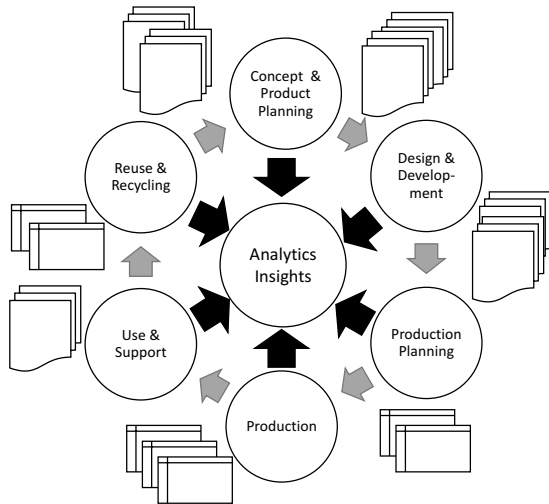 Concept &
Product
Planning
Reuse &
Recycling
Design &
Develop-
ment
Analytics
Insights
Use &
Support
Production
Planning
Production